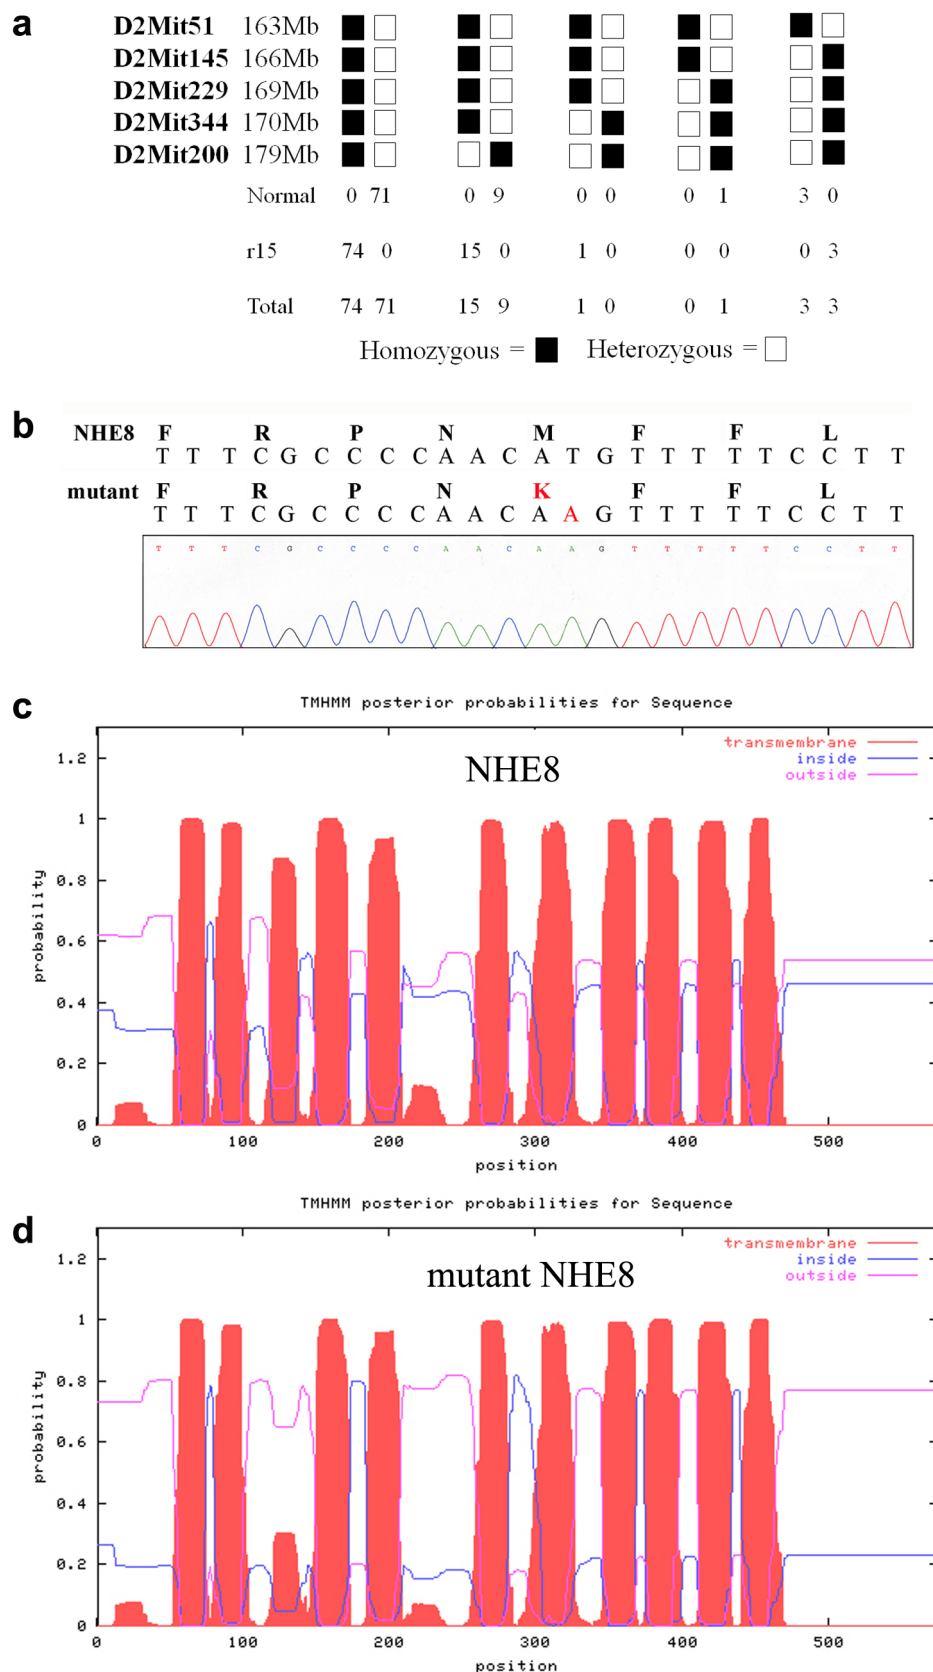 a
D2Mit51 163Mb
D2Mit145 166Mb
D2Mit229 169Mb
D2Mit344 170Mb
D2Mit200 179Mb
Normal 0 71 0 9 0 0 0 1 3 0
r15 74 0 15 0 1 0 0 0 0 3
Total 74 71 15 9 1 0 0 1 3 3
Homozygous = Heterozygous =
b
NHE8 F R P N M F F L
T T T C G C C C C A A C A T G T T T T T C C T T
mutant F R P N K F F L
T T T C G C C C C A A C A A G T T T T T C C T T
T T T C G C C C C A A C A A G T T T T T C C T T
c
TMHMM posterior probabilities for Sequence
transmembrane
inside
outside
NHE8
probability
1.2
1
0.8
0.6
0.4
0.2
0
0 100 200 300 400 500
position
d
TMHMM posterior probabilities for Sequence
transmembrane
inside
outside
mutant NHE8
probability
1.2
1
0.8
0.6
0.4
0.2
0
0 100 200 300 400 500
position